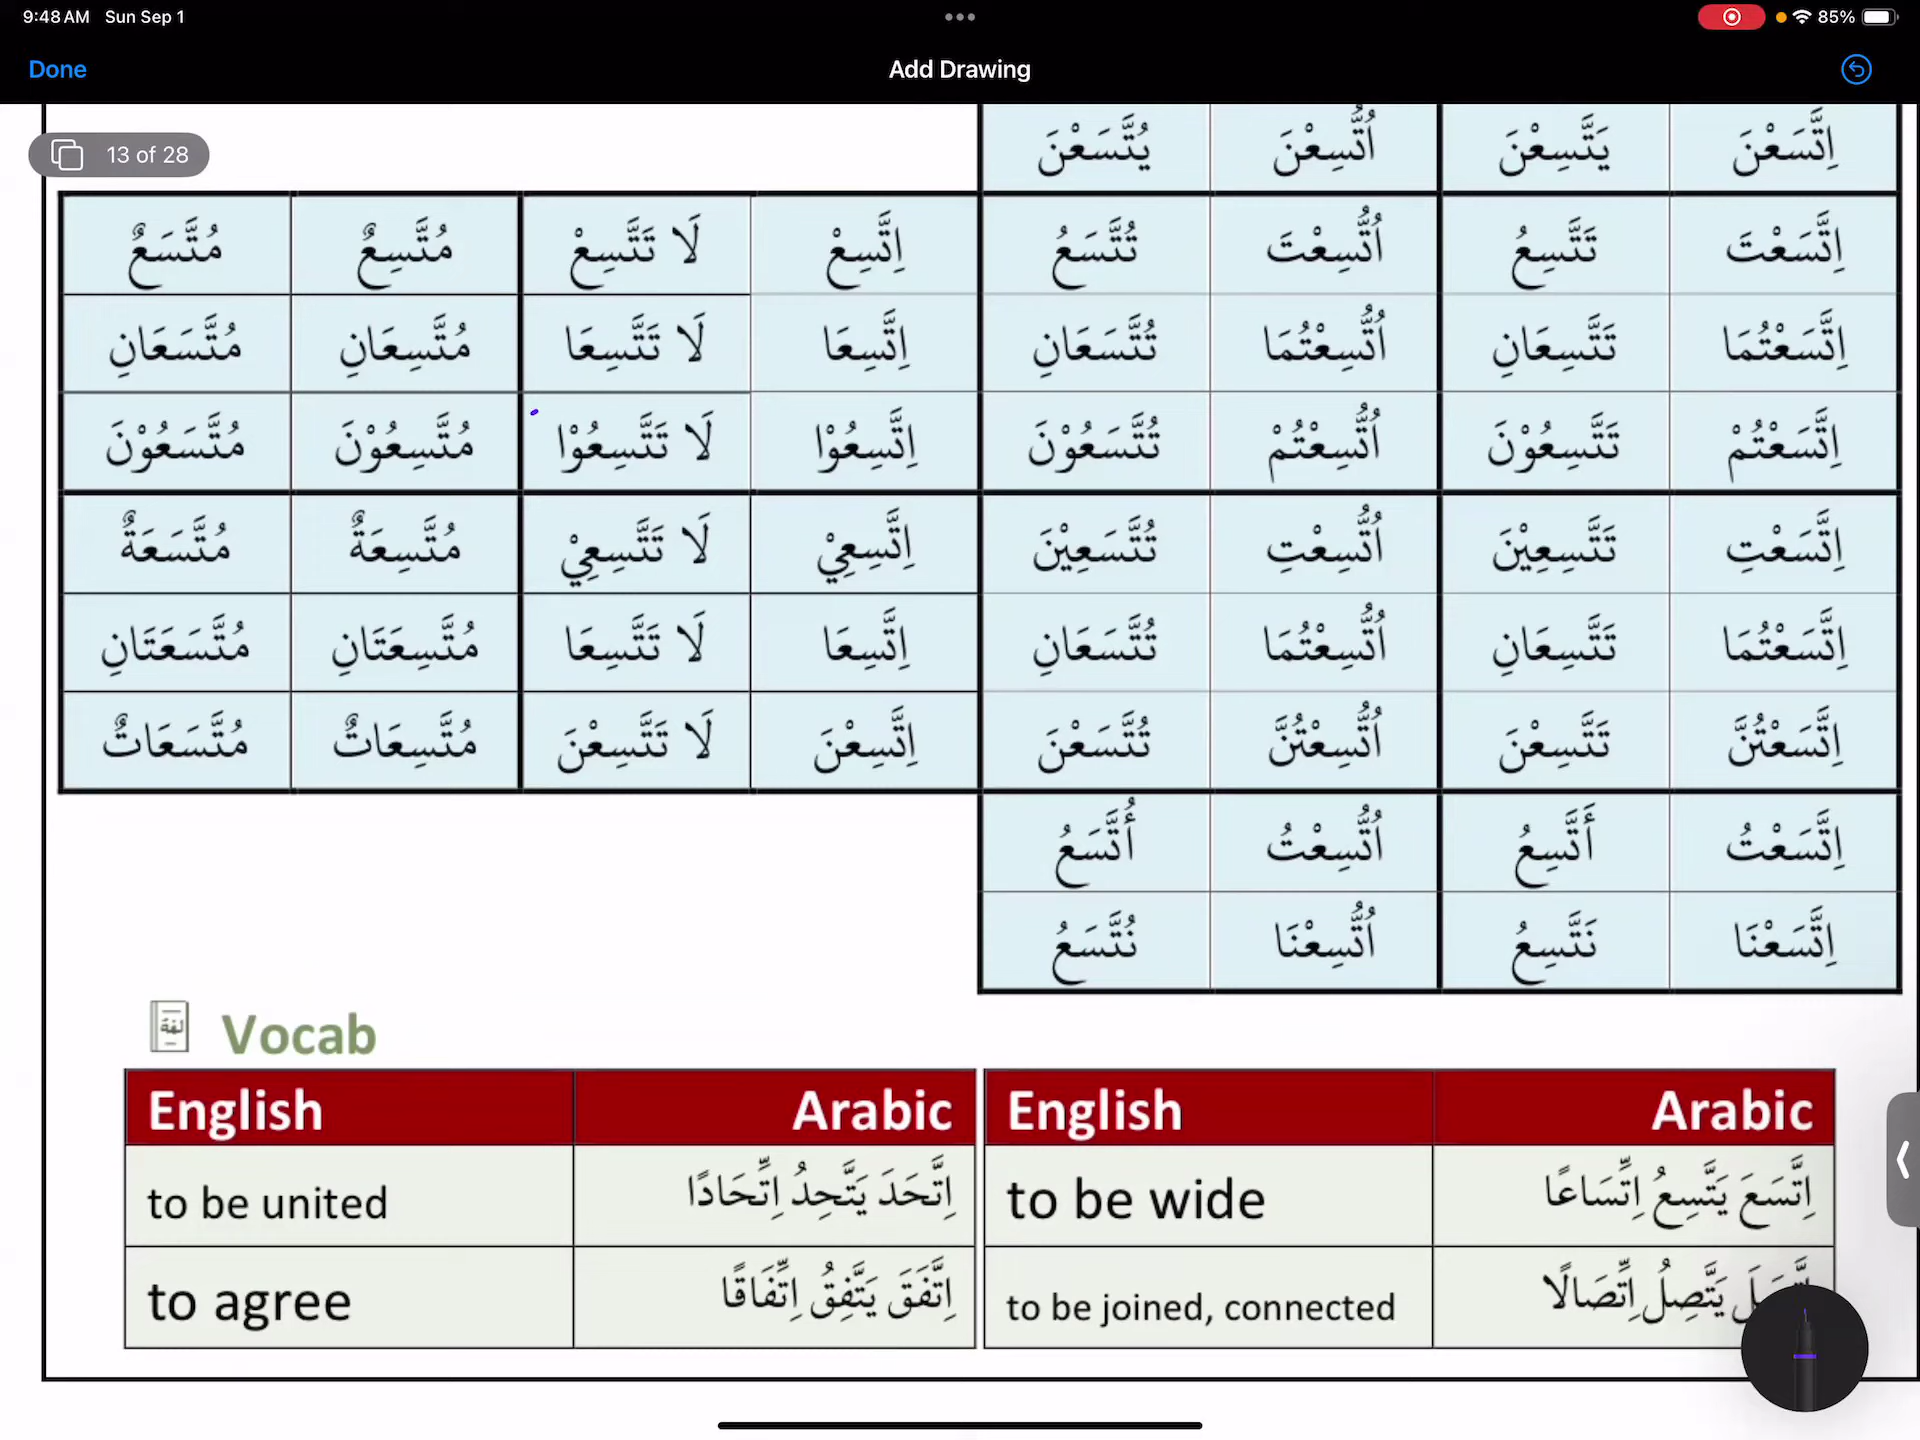 9:48 AM Sun Sep 1 85%
Done Add Drawing
13 of 28
اِتَّسَعْنَ يَتَّسِعْنَ اُتُّسِعْنَ يُتَّسَعْنَ
اِتَّسَعْتَ تَتَّسِعُ اُتُّسِعْتَ تُتَّسَعُ اِتَّسِعْ لَا تَتَّسِعْ مُتَّسِعٌ مُتَّسَعٌ
اِتَّسَعْتُمَا تَتَّسِعَانِ اُتُّسِعْتُمَا تُتَّسَعَانِ اِتَّسِعَا لَا تَتَّسِعَا مُتَّسِعَانِ مُتَّسَعَانِ
اِتَّسَعْتُمْ تَتَّسِعُوْنَ اُتُّسِعْتُمْ تُتَّسَعُوْنَ اِتَّسِعُوْا لَا تَتَّسِعُوْا مُتَّسِعُوْنَ مُتَّسَعُوْنَ
اِتَّسَعْتِ تَتَّسِعِيْنَ اُتُّسِعْتِ تُتَّسَعِيْنَ اِتَّسِعِيْ لَا تَتَّسِعِيْ مُتَّسِعَةٌ مُتَّسَعَةٌ
اِتَّسَعْتُمَا تَتَّسِعَانِ اُتُّسِعْتُمَا تُتَّسَعَانِ اِتَّسِعَا لَا تَتَّسِعَا مُتَّسِعَتَانِ مُتَّسَعَتَانِ
اِتَّسَعْتُنَّ تَتَّسِعْنَ اُتُّسِعْتُنَّ تُتَّسَعْنَ اِتَّسِعْنَ لَا تَتَّسِعْنَ مُتَّسِعَاتٌ مُتَّسَعَاتٌ
اِتَّسَعْتُ أَتَّسِعُ اُتُّسِعْتُ أُتَّسَعُ
اِتَّسَعْنَا نَتَّسِعُ اُتُّسِعْنَا نُتَّسَعُ
لغة Vocab
English Arabic English Arabic
to be united اِتَّحَدَ يَتَّحِدُ اِتِّحَادًا to be wide اِتَّسَعَ يَتَّسِعُ اِتِّسَاعًا
to agree اِتَّفَقَ يَتَّفِقُ اِتِّفَاقًا to be joined, connected يَتَّصِلُ اِتِّصَالًا